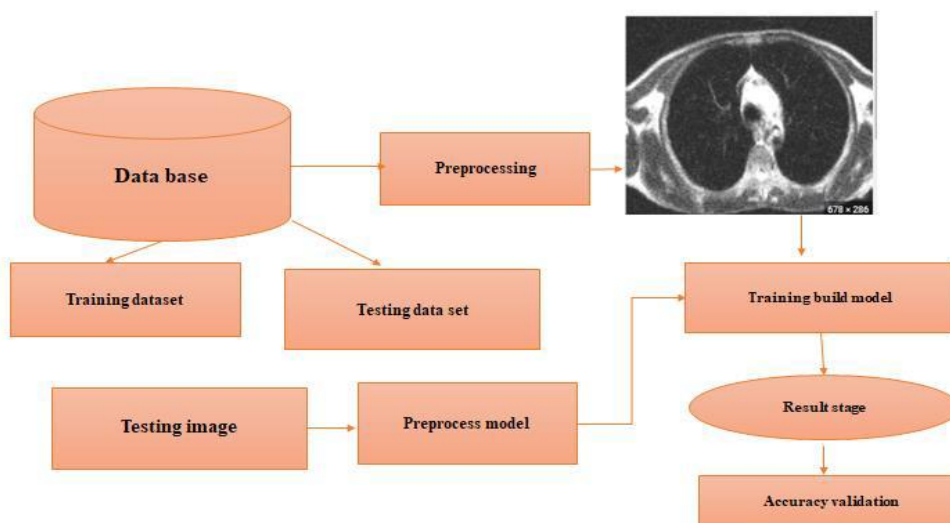 Data base
Preprocessing
678 × 286
Training dataset
Testing data set
Training build model
Testing image
Preprocess model
Result stage
Accuracy validation